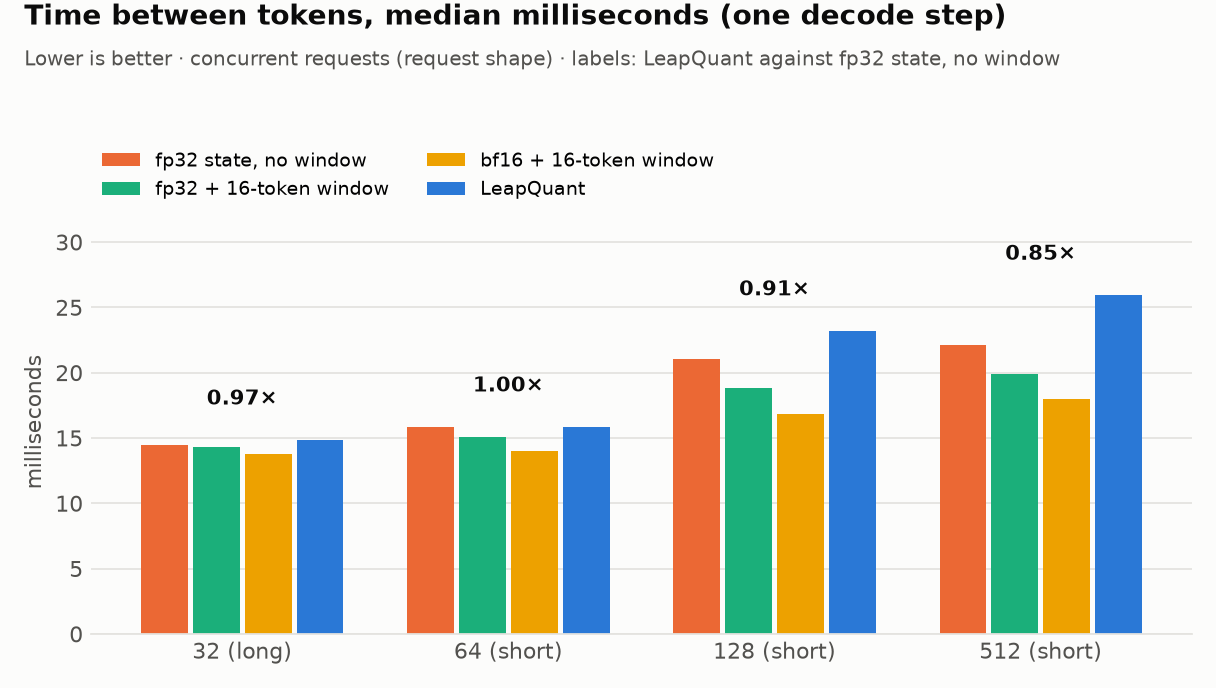 Time between tokens, median milliseconds (one decode step)
Lower is better · concurrent requests (request shape) · labels: LeapQuant against fp32 state, no window
fp32 state, no window
bf16 + 16-token window
fp32 + 16-token window
LeapQuant
milliseconds
30
25
20
15
10
5
0
0.97×
1.00×
0.91×
0.85×
32 (long)
64 (short)
128 (short)
512 (short)